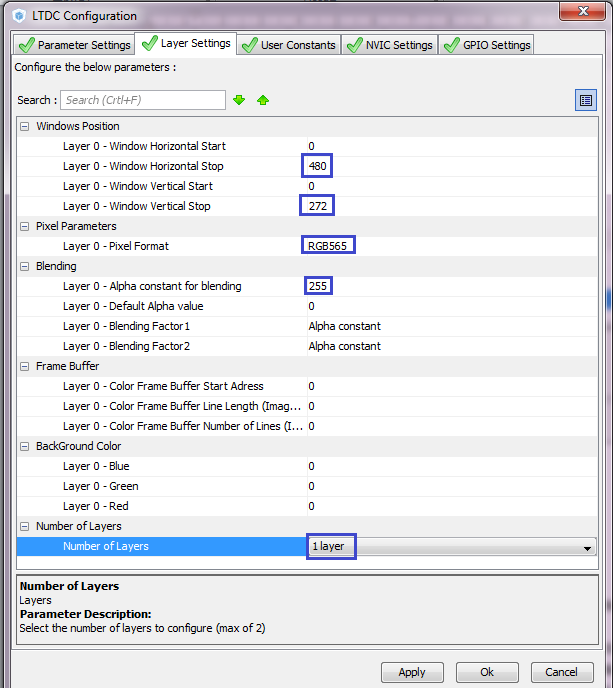 LTDC Configuration
Parameter Settings Layer Settings User Constants NVIC Settings GPIO Settings
Configure the below parameters :
Search : Search (Crtl+F)
Windows Position
Layer 0 - Window Horizontal Start 0
Layer 0 - Window Horizontal Stop 480
Layer 0 - Window Vertical Start 0
Layer 0 - Window Vertical Stop 272
Pixel Parameters
Layer 0 - Pixel Format RGB565
Blending
Layer 0 - Alpha constant for blending 255
Layer 0 - Default Alpha value 0
Layer 0 - Blending Factor1 Alpha constant
Layer 0 - Blending Factor2 Alpha constant
Frame Buffer
Layer 0 - Color Frame Buffer Start Adress 0
Layer 0 - Color Frame Buffer Line Length (Imag... 0
Layer 0 - Color Frame Buffer Number of Lines (I... 0
BackGround Color
Layer 0 - Blue 0
Layer 0 - Green 0
Layer 0 - Red 0
Number of Layers
Number of Layers 1 layer
Number of Layers
Layers
Parameter Description:
Select the number of layers to configure (max of 2)
Apply Ok Cancel